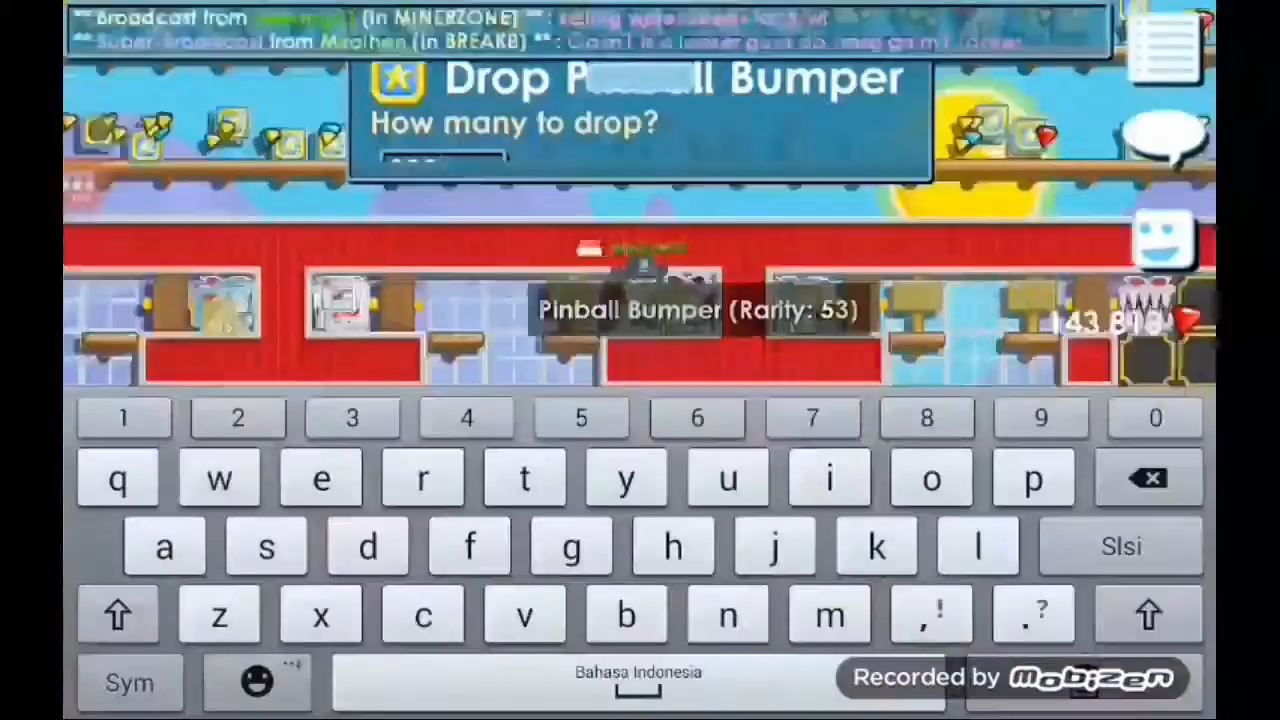 ** Broadcast from (in MINERZONE) ** :
** Super-Broadcast from (in BREAKB) ** :
Drop P ll Bumper
How many to drop?
Pinball Bumper (Rarity: 53)
143,818
1 2 3 4 5 6 7 8 9 0
q w e r t y u i o p
a s d f g h j k l Slsi
z x c v b n m ,! .?
Sym Bahasa Indonesia
Recorded by mobizen